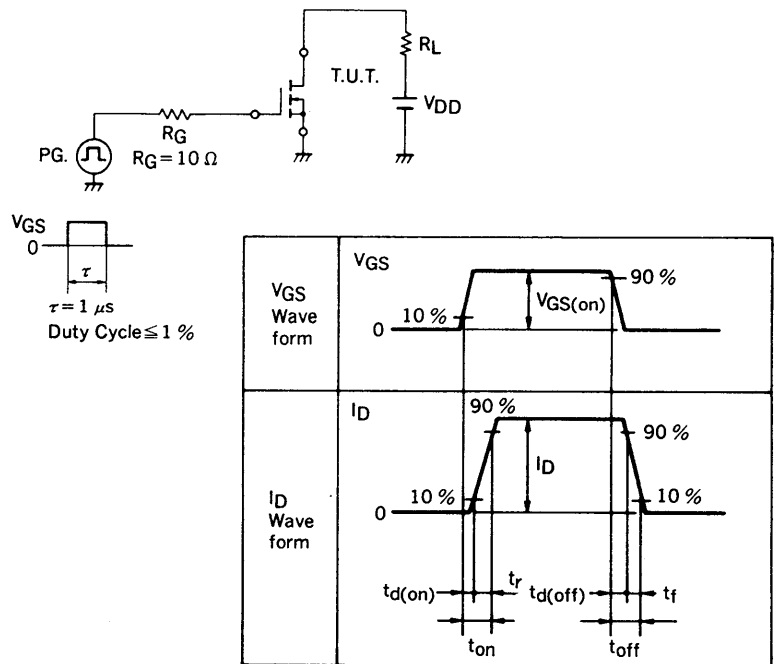 RL
T.U.T.
VDD
RG
PG.
RG=10 Ω
VGS
0
τ
τ=1 μs
Duty Cycle≦1 %
VGS
Wave
form
VGS
90 %
VGS(on)
10 %
0
ID
Wave
form
ID
90 %
90 %
ID
10 %
10 %
0
td(on)
tr
td(off)
tf
ton
toff